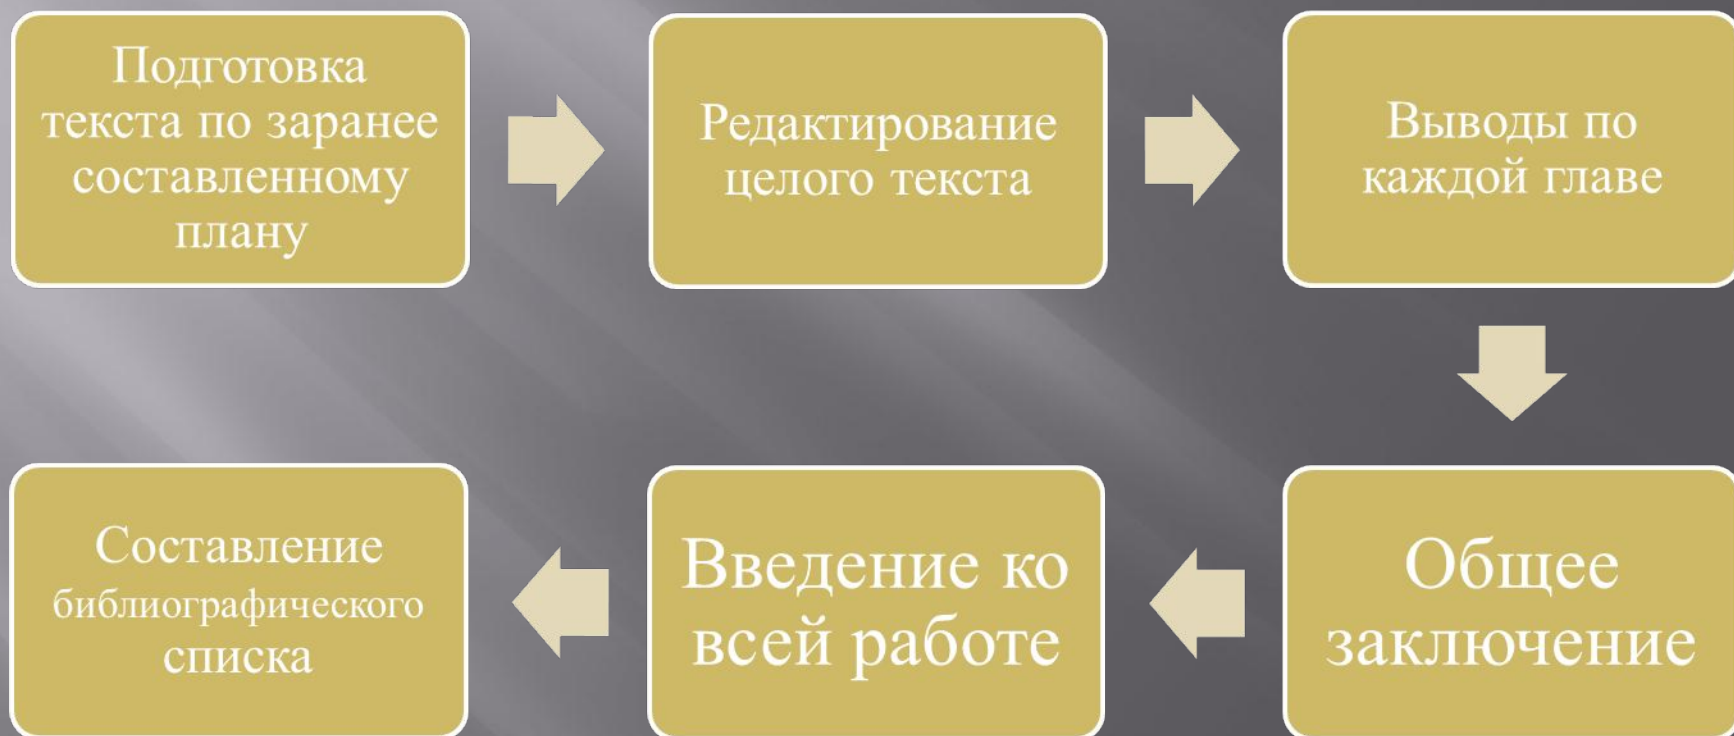 Подготовка
текста по заранее
составленному
плану
Редактирование
целого текста
Выводы по
каждой главе
Общее
заключение
Введение ко
всей работе
Составление
библиографического
списка